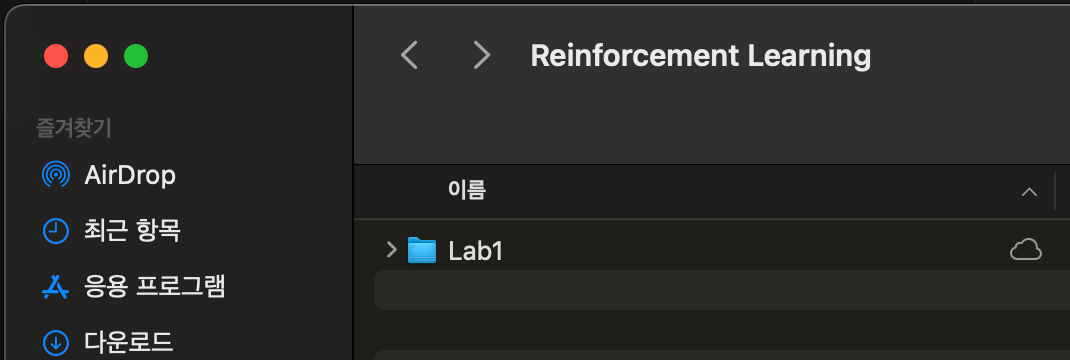 Reinforcement Learning
즐겨찾기
AirDrop
최근 항목
응용 프로그램
다운로드
이름
Lab1